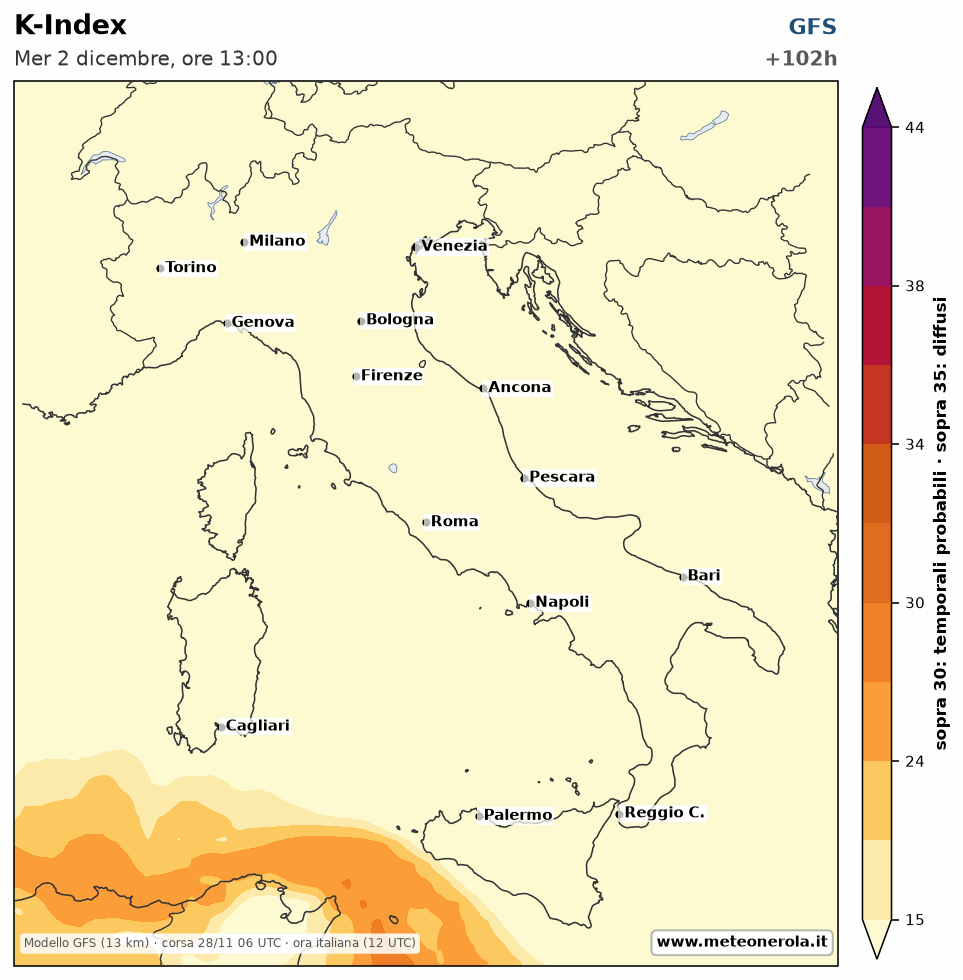 K-Index
GFS
Mer 2 dicembre, ore 13:00
+102h
Milano
Venezia
Torino
Genova
Bologna
Firenze
Ancona
Pescara
Roma
Bari
Napoli
Cagliari
Palermo
Reggio C.
44
38
34
30
24
15
sopra 30: temporali probabili · sopra 35: diffusi
Modello GFS (13 km) · corsa 28/11 06 UTC · ora italiana (12 UTC)
www.meteonerola.it